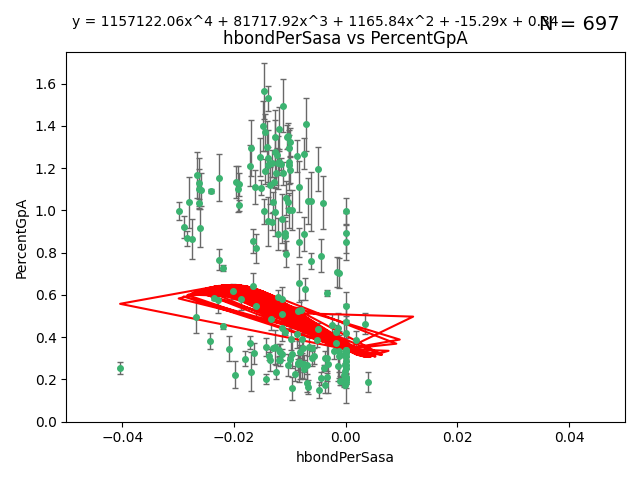 y = 1157122.06x^4 + 81717.92x^3 + 1165.84x^2 + -15.29x + 
N = 697
hbondPerSasa vs PercentGpA
1.6
1.4
1.2
1.0
0.8
0.6
0.4
0.2
0.0
PercentGpA
−0.04 −0.02 0.00 0.02 0.04
hbondPerSasa